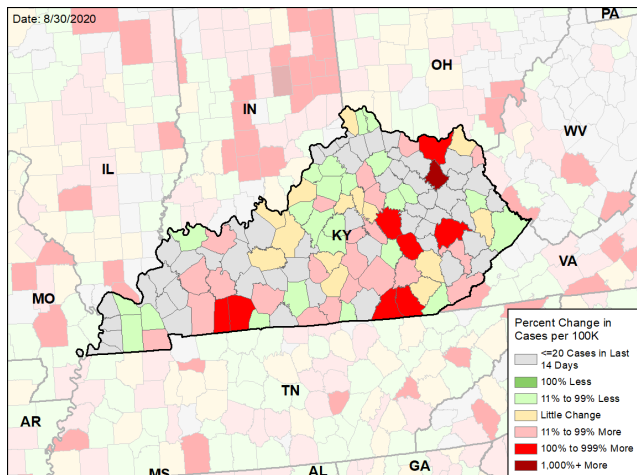 Date: 8/30/2020
PA
OH
IN
WV
IL
KY
VA
MO
TN
AR
MS
AL
GA
Percent Change in
Cases per 100K
<=20 Cases in Last
14 Days
100% Less
11% to 99% Less
Little Change
11% to 99% More
100% to 999% More
1,000%+ More